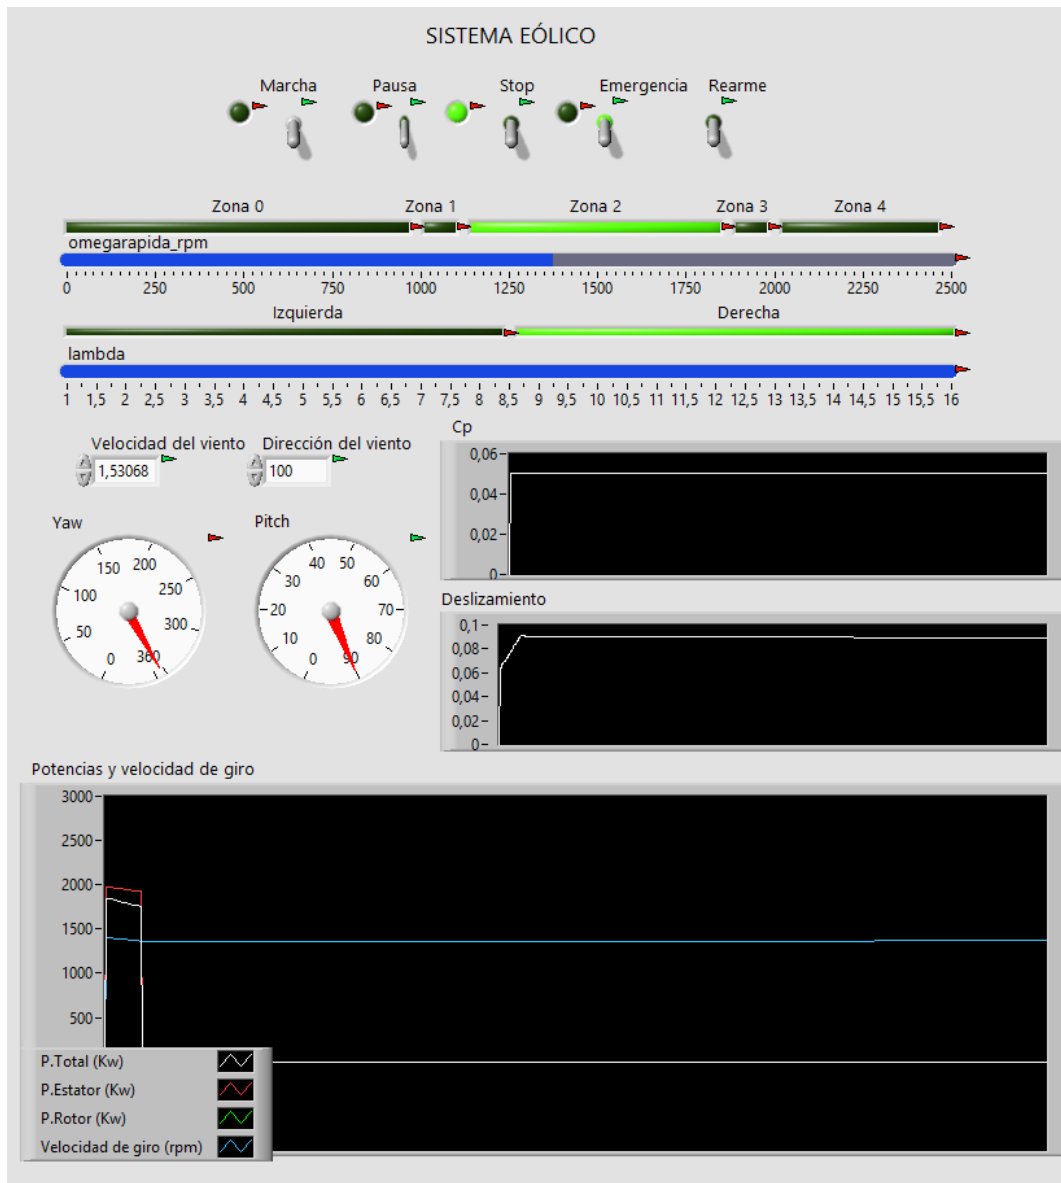 SISTEMA EÓLICO
Marcha Pausa Stop Emergencia Rearme
Zona 0 Zona 1 Zona 2 Zona 3 Zona 4
omegarapida_rpm
0 250 500 750 1000 1250 1500 1750 2000 2250 2500
Izquierda Derecha
lambda
1 1,5 2 2,5 3 3,5 4 4,5 5 5,5 6 6,5 7 7,5 8 8,5 9 9,5 10 10,5 11 11,5 12 12,5 13 13,5 14 14,5 15 15,5 16
Velocidad del viento Dirección del viento
1,53068 100
Yaw
0 50 100 150 200 250 300 360
Pitch
0 10 20 30 40 50 60 70 80 90
Cp
0,06
0,04
0,02
0
Deslizamiento
0,1
0,08
0,06
0,04
0,02
0
Potencias y velocidad de giro
3000
2500
2000
1500
1000
500
P.Total (Kw)
P.Estator (Kw)
P.Rotor (Kw)
Velocidad de giro (rpm)